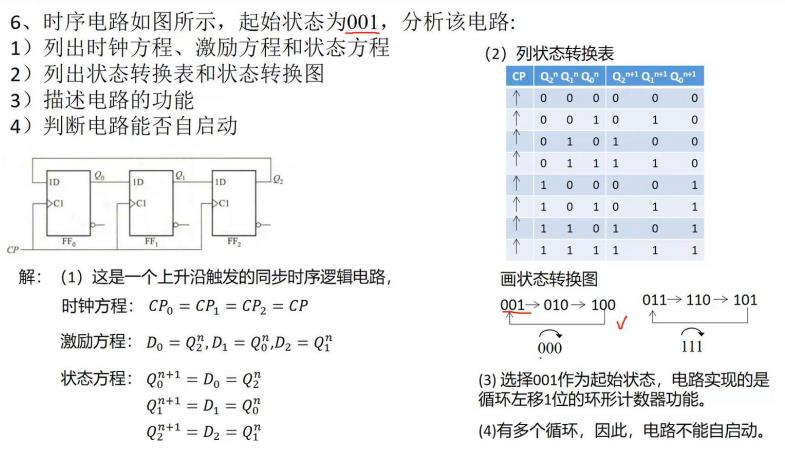 6、时序电路如图所示，起始状态为001，分析该电路:
1）列出时钟方程、激励方程和状态方程
2）列出状态转换表和状态转换图
3）描述电路的功能
4）判断电路能否自启动
1D Q₀ 1D Q₁ 1D Q₂
C1 C1 C1
FF₀ FF₁ FF₂
CP
解：（1）这是一个上升沿触发的同步时序逻辑电路，
时钟方程： CP₀ = CP₁ = CP₂ = CP
激励方程： D₀ = Q₂ⁿ, D₁ = Q₀ⁿ, D₂ = Q₁ⁿ
状态方程： Q₀ⁿ⁺¹ = D₀ = Q₂ⁿ
Q₁ⁿ⁺¹ = D₁ = Q₀ⁿ
Q₂ⁿ⁺¹ = D₂ = Q₁ⁿ
（2）列状态转换表
CP Q₂ⁿ Q₁ⁿ Q₀ⁿ Q₂ⁿ⁺¹ Q₁ⁿ⁺¹ Q₀ⁿ⁺¹
↑ 0 0 0 0 0 0
↑ 0 0 1 0 1 0
↑ 0 1 0 1 0 0
↑ 0 1 1 1 1 0
↑ 1 0 0 0 0 1
↑ 1 0 1 0 1 1
↑ 1 1 0 1 0 1
↑ 1 1 1 1 1 1
画状态转换图
001→010→100 011→110→101
000 111
(3) 选择001作为起始状态，电路实现的是
循环左移1位的环形计数器功能。
(4)有多个循环，因此，电路不能自启动。